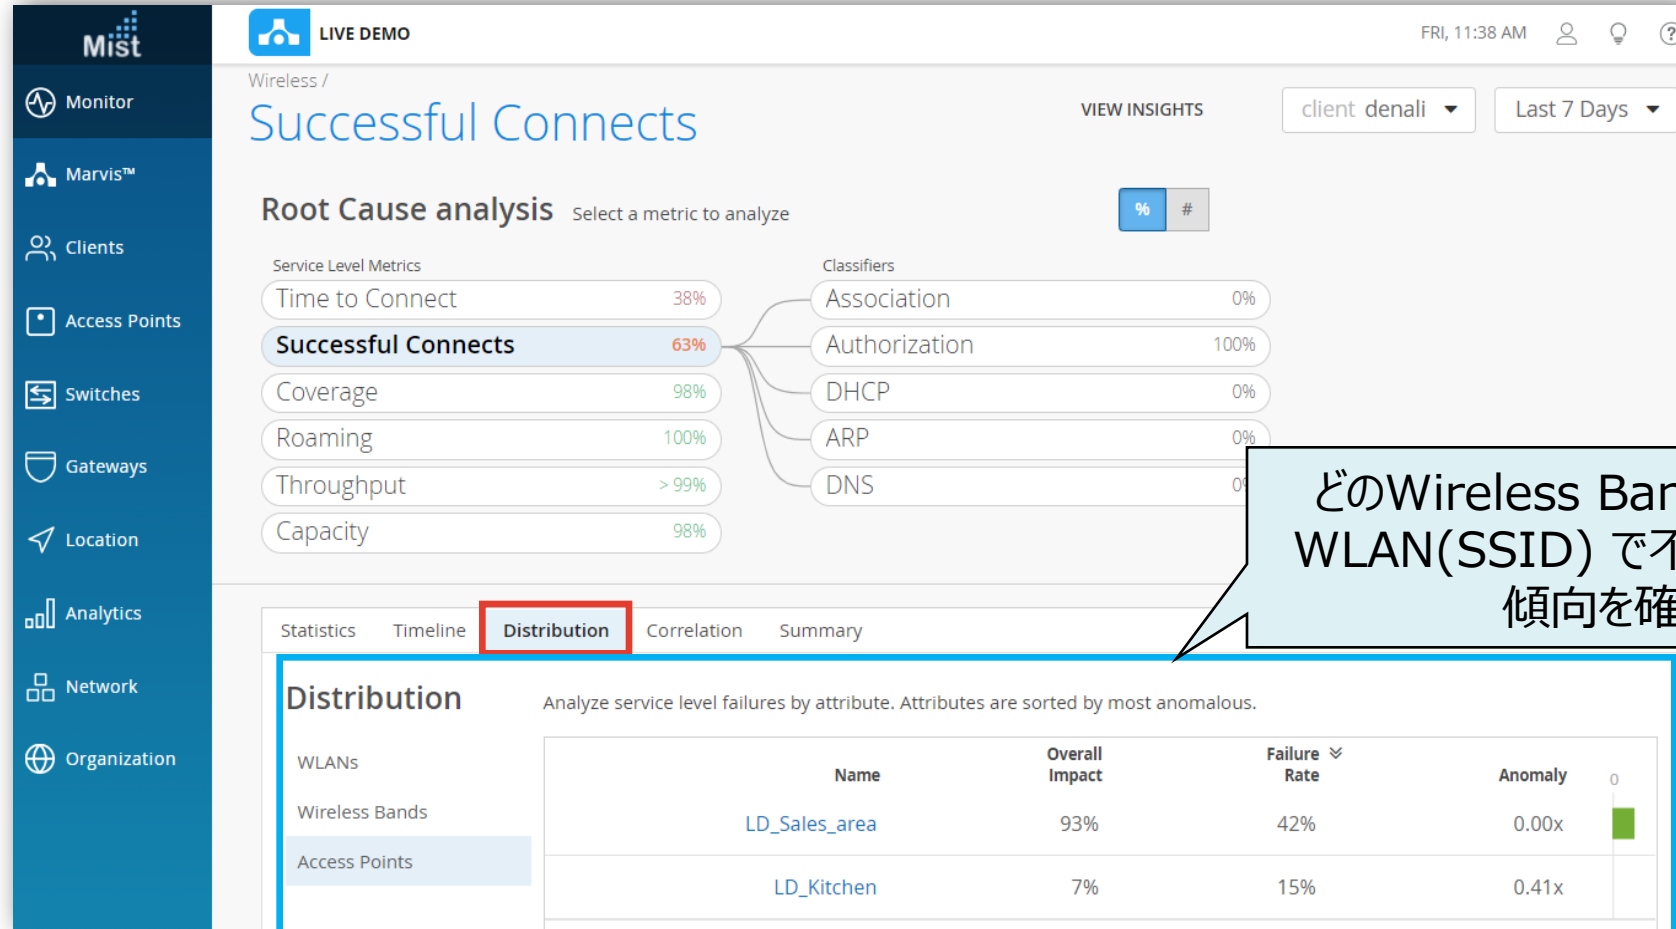 Mist
LIVE DEMO
FRI, 11:38 AM
Monitor
Marvis™
Clients
Access Points
Switches
Gateways
Location
Analytics
Network
Organization
Wireless /
Successful Connects
VIEW INSIGHTS
client denali
Last 7 Days
Root Cause analysis Select a metric to analyze
% #
Service Level Metrics
Time to Connect 38%
Successful Connects 63%
Coverage 98%
Roaming 100%
Throughput > 99%
Capacity 98%
Classifiers
Association 0%
Authorization 100%
DHCP 0%
ARP 0%
DNS
どのWireless Ban
WLAN(SSID) で不
傾向を確
Statistics Timeline Distribution Correlation Summary
Distribution Analyze service level failures by attribute. Attributes are sorted by most anomalous.
WLANs
Wireless Bands
Access Points
Name Overall Impact Failure Rate Anomaly 0
LD_Sales_area 93% 42% 0.00x
LD_Kitchen 7% 15% 0.41x